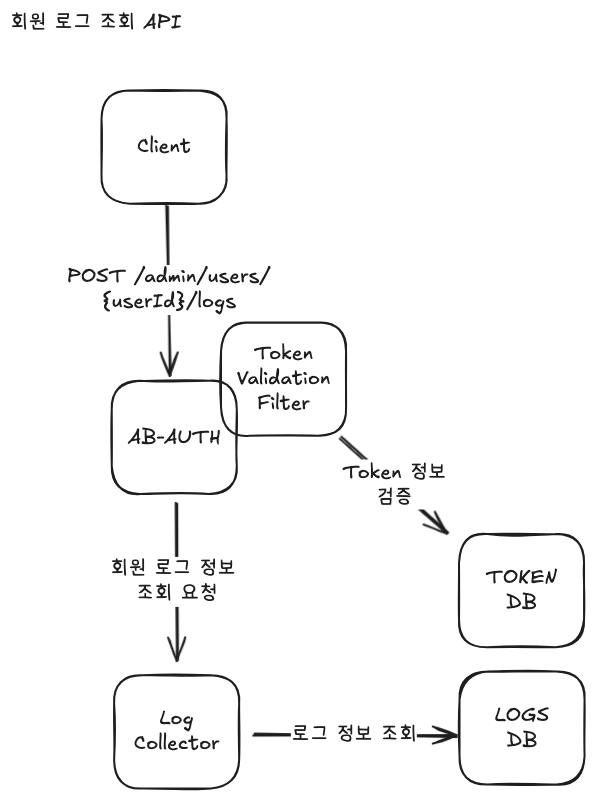 회원 로그 조회 API
Client
POST /admin/users/
{userId}/logs
Token
Validation
Filter
AB-AUTH
Token 정보
검증
TOKEN
DB
회원 로그 정보
조회 요청
Log
Collector
로그 정보 조회
LOGS
DB